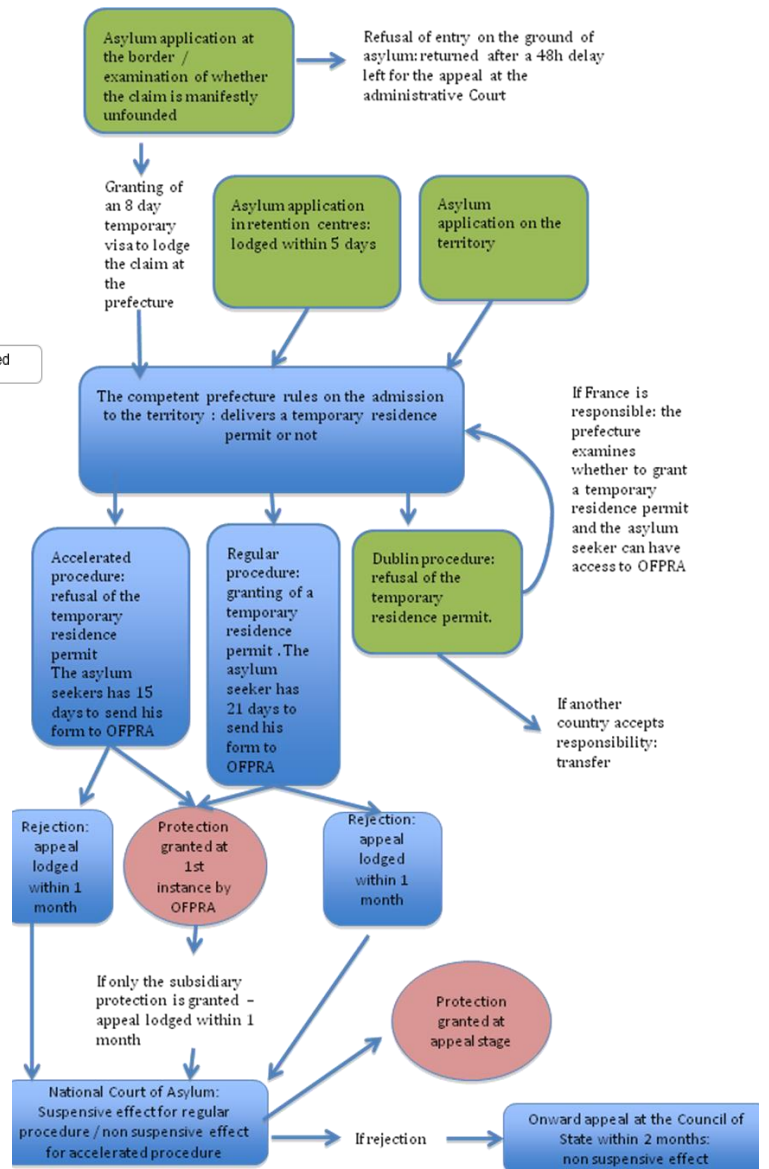 Asylum application at
the border /
examination of whether
the claim is manifestly
unfounded
Refusal of entry on the ground of
asylum: returned after a 48h delay
left for the appeal at the
administrative Court
Granting of
an 8 day
temporary
visa to lodge
the claim at
the
prefecture
Asylum application
in retention centres:
lodged within 5 days
Asylum
application on the
territory
ed
The competent prefecture rules on the admission
to the territory : delivers a temporary residence
permit or not
If France is
responsible: the
prefecture
examines
whether to grant
a temporary
residence permit
and the asylum
seeker can have
access to OFPRA
Accelerated
procedure:
refusal of the
temporary
residence
permit
The asylum
seekers has 15
days to send his
form to OFPRA
Regular
procedure:
granting of a
temporary
residence
permit . The
asylum
seeker has
21 days to
send his
form to
OFPRA
Dublin procedure:
refusal of the
temporary
residence permit.
If another
country accepts
responsibility:
transfer
Rejection:
appeal
lodged
within 1
month
Protection
granted at
1st
instance by
OFPRA
Rejection:
appeal
lodged
within 1
month
If only the subsidiary
protection is granted –
appeal lodged within 1
month
Protection
granted at
appeal stage
National Court of Asylum:
Suspensive effect for regular
procedure / non suspensive effect
for accelerated procedure
If rejection
Onward appeal at the Council of
State within 2 months:
non suspensive effect